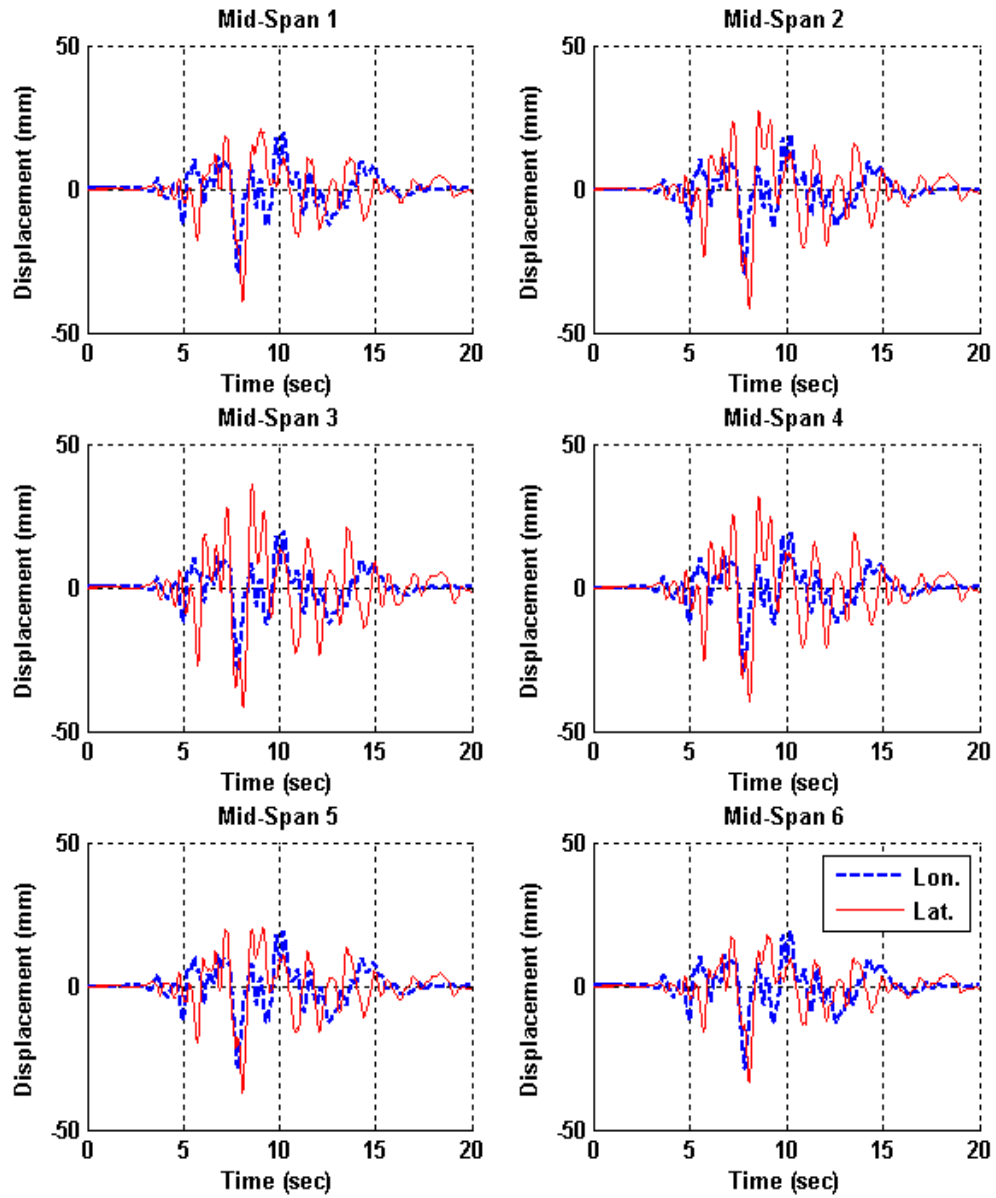 Mid-Span 1
50
0
-50
Displacement (mm)
0 5 10 15 20
Time (sec)
Mid-Span 2
50
0
-50
Displacement (mm)
0 5 10 15 20
Time (sec)
Mid-Span 3
50
0
-50
Displacement (mm)
0 5 10 15 20
Time (sec)
Mid-Span 4
50
0
-50
Displacement (mm)
0 5 10 15 20
Time (sec)
Mid-Span 5
50
0
-50
Displacement (mm)
0 5 10 15 20
Time (sec)
Mid-Span 6
50
0
-50
Displacement (mm)
Lon.
Lat.
0 5 10 15 20
Time (sec)